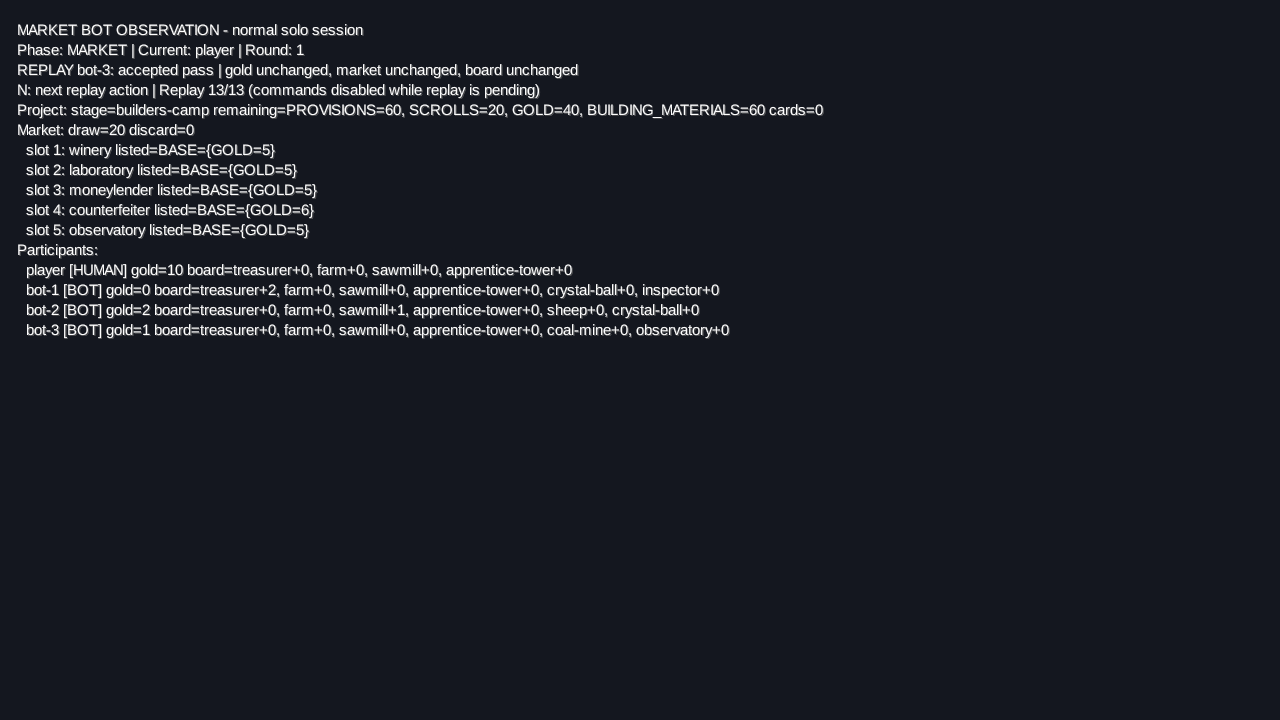 MARKET BOT OBSERVATION - normal solo session
Phase: MARKET | Current: player | Round: 1
REPLAY bot-3: accepted pass | gold unchanged, market unchanged, board unchanged
N: next replay action | Replay 13/13 (commands disabled while replay is pending)
Project: stage=builders-camp remaining=PROVISIONS=60, SCROLLS=20, GOLD=40, BUILDING_MATERIALS=60 cards=0
Market: draw=20 discard=0
slot 1: winery listed=BASE={GOLD=5}
slot 2: laboratory listed=BASE={GOLD=5}
slot 3: moneylender listed=BASE={GOLD=5}
slot 4: counterfeiter listed=BASE={GOLD=6}
slot 5: observatory listed=BASE={GOLD=5}
Participants:
player [HUMAN] gold=10 board=treasurer+0, farm+0, sawmill+0, apprentice-tower+0
bot-1 [BOT] gold=0 board=treasurer+2, farm+0, sawmill+0, apprentice-tower+0, crystal-ball+0, inspector+0
bot-2 [BOT] gold=2 board=treasurer+0, farm+0, sawmill+1, apprentice-tower+0, sheep+0, crystal-ball+0
bot-3 [BOT] gold=1 board=treasurer+0, farm+0, sawmill+0, apprentice-tower+0, coal-mine+0, observatory+0